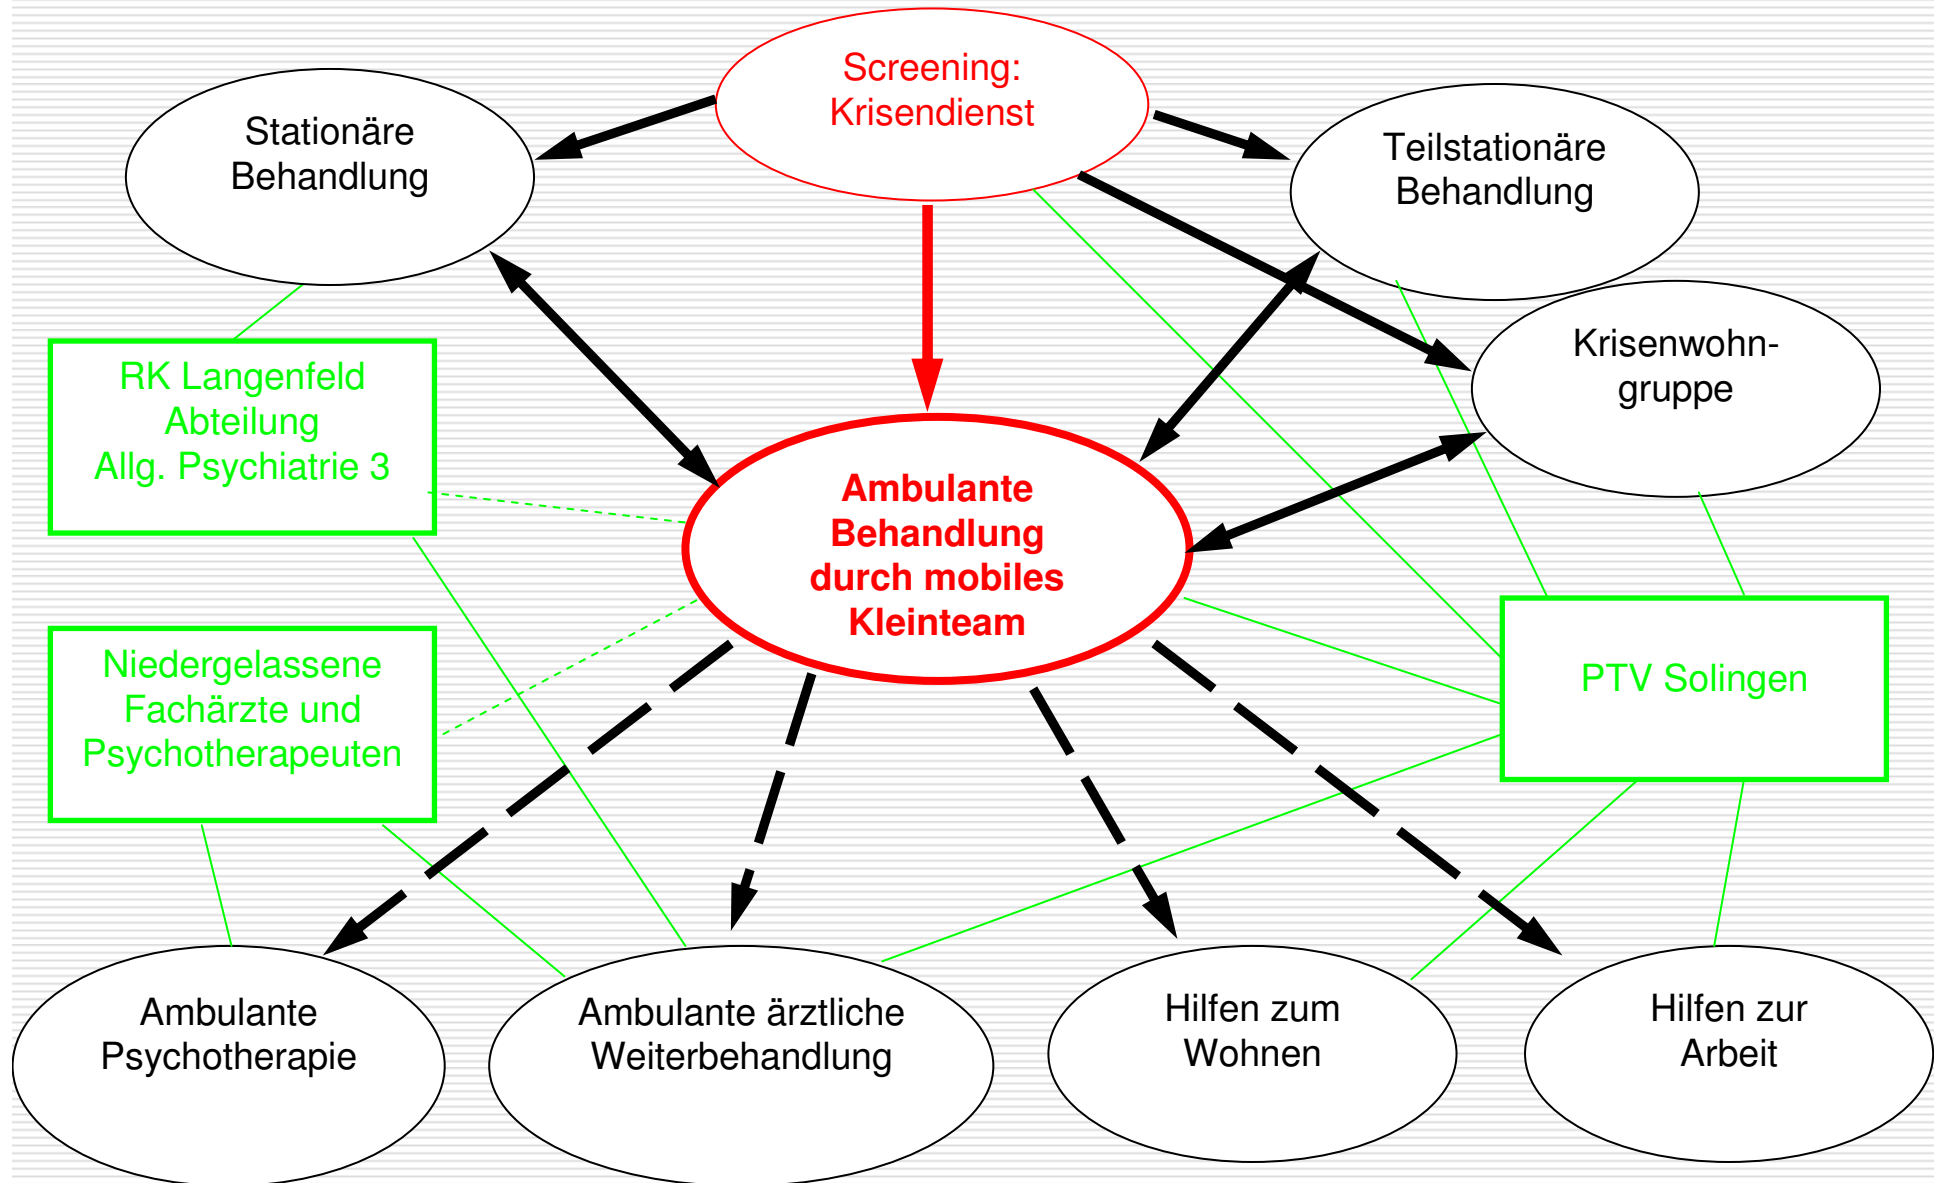 Screening:
Krisendienst
Stationäre
Behandlung
Teilstationäre
Behandlung
Krisenwohn-
gruppe
RK Langenfeld
Abteilung
Allg. Psychiatrie 3
Ambulante
Behandlung
durch mobiles
Kleinteam
Niedergelassene
Fachärzte und
Psychotherapeuten
PTV Solingen
Ambulante
Psychotherapie
Ambulante ärztliche
Weiterbehandlung
Hilfen zum
Wohnen
Hilfen zur
Arbeit